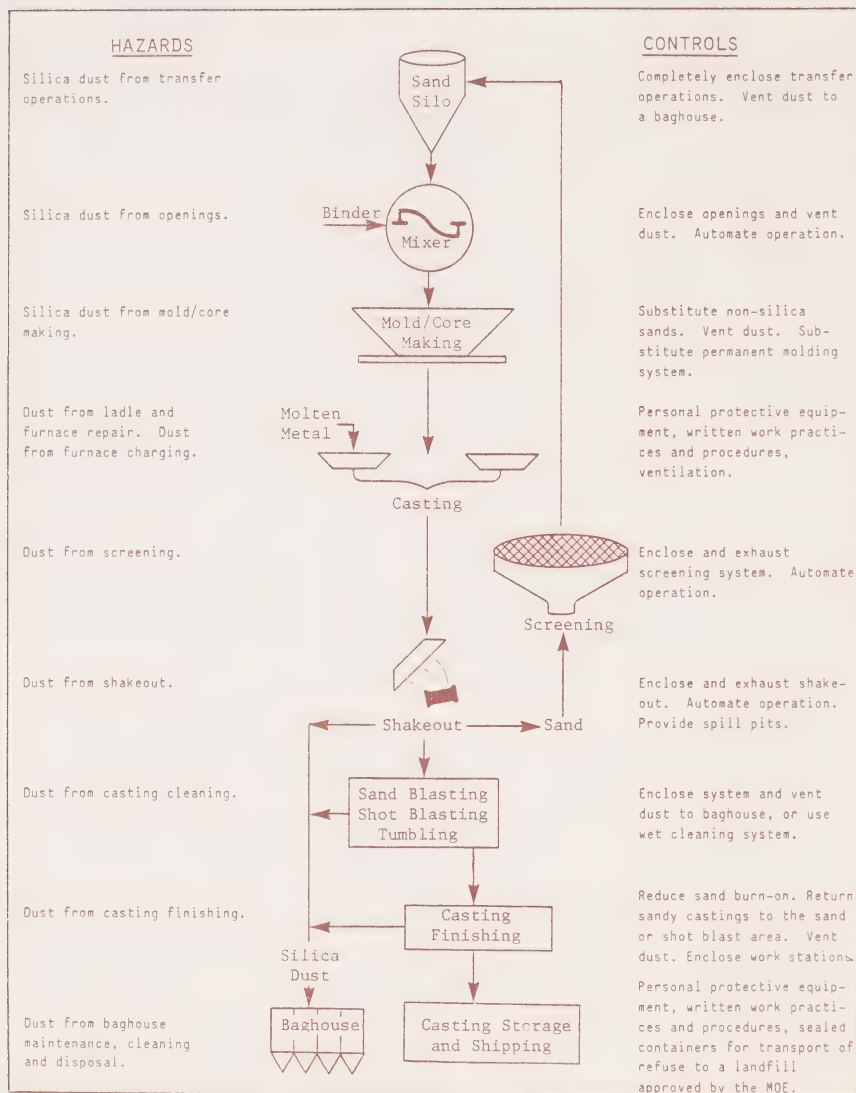 HAZARDS
CONTROLS
Silica dust from transfer
operations.
Sand
Silo
Completely enclose transfer
operations. Vent dust to
a baghouse.
Silica dust from openings.
Binder
Mixer
Enclose openings and vent
dust. Automate operation.
Silica dust from mold/core
making.
Mold/Core
Making
Substitute non-silica
sands. Vent dust. Sub-
stitute permanent molding
system.
Dust from ladle and
furnace repair. Dust
from furnace charging.
Molten
Metal
Casting
Personal protective equip-
ment, written work practi-
ces and procedures,
ventilation.
Dust from screening.
Screening
Enclose and exhaust
screening system. Automate
operation.
Dust from shakeout.
Shakeout
Sand
Enclose and exhaust shake-
out. Automate operation.
Provide spill pits.
Dust from casting cleaning.
Sand Blasting
Shot Blasting
Tumbling
Enclose system and vent
dust to baghouse, or use
wet cleaning system.
Dust from casting finishing.
Casting
Finishing
Reduce sand burn-on. Return
sandy castings to the sand
or shot blast area. Vent
dust. Enclose work stations.
Silica
Dust
Dust from baghouse
maintenance, cleaning
and disposal.
Baghouse
Casting Storage
and Shipping
Personal protective equip-
ment, written work practi-
ces and procedures, sealed
containers for transport of
refuse to a landfill
approved by the MOE.